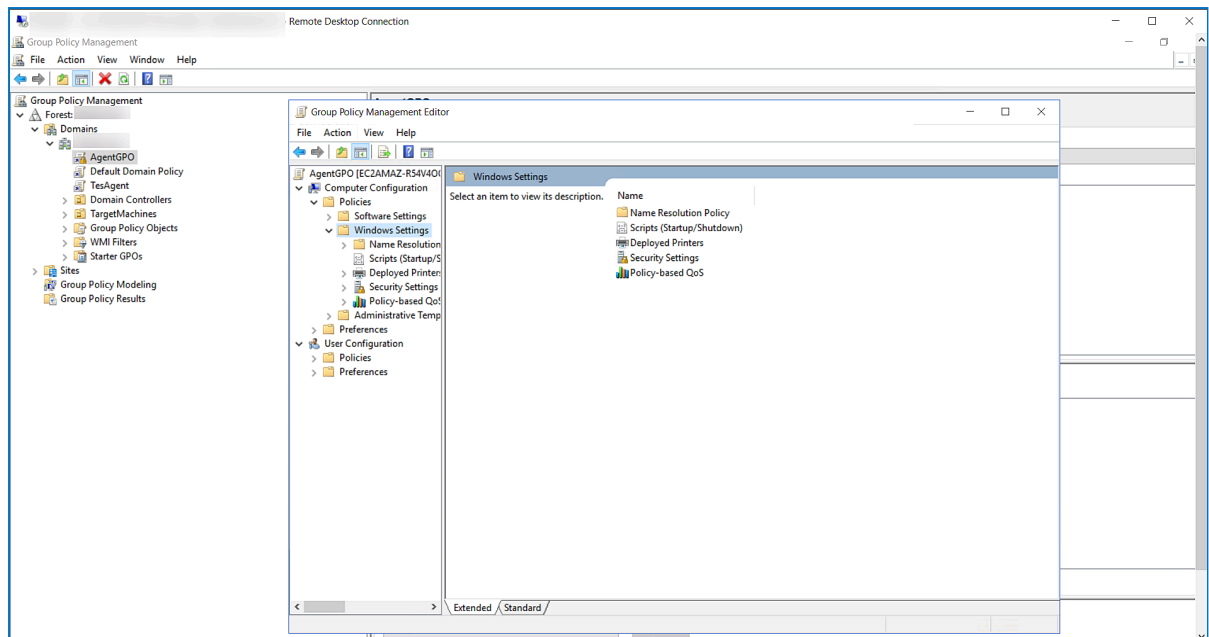 Remote Desktop Connection
Group Policy Management
File Action View Window Help
Group Policy Management
Forest:
Domains
AgentGPO
Default Domain Policy
TesAgent
Domain Controllers
TargetMachines
Group Policy Objects
WMI Filters
Starter GPOs
Sites
Group Policy Modeling
Group Policy Results
Group Policy Management Editor
File Action View Help
AgentGPO [EC2AMAZ-R54V4O
Computer Configuration
Policies
Software Settings
Windows Settings
Name Resolution
Scripts (Startup/S
Deployed Printer
Security Settings
Policy-based Qo
Administrative Temp
Preferences
User Configuration
Policies
Preferences
Windows Settings
Select an item to view its description.
Name
Name Resolution Policy
Scripts (Startup/Shutdown)
Deployed Printers
Security Settings
Policy-based QoS
Extended Standard